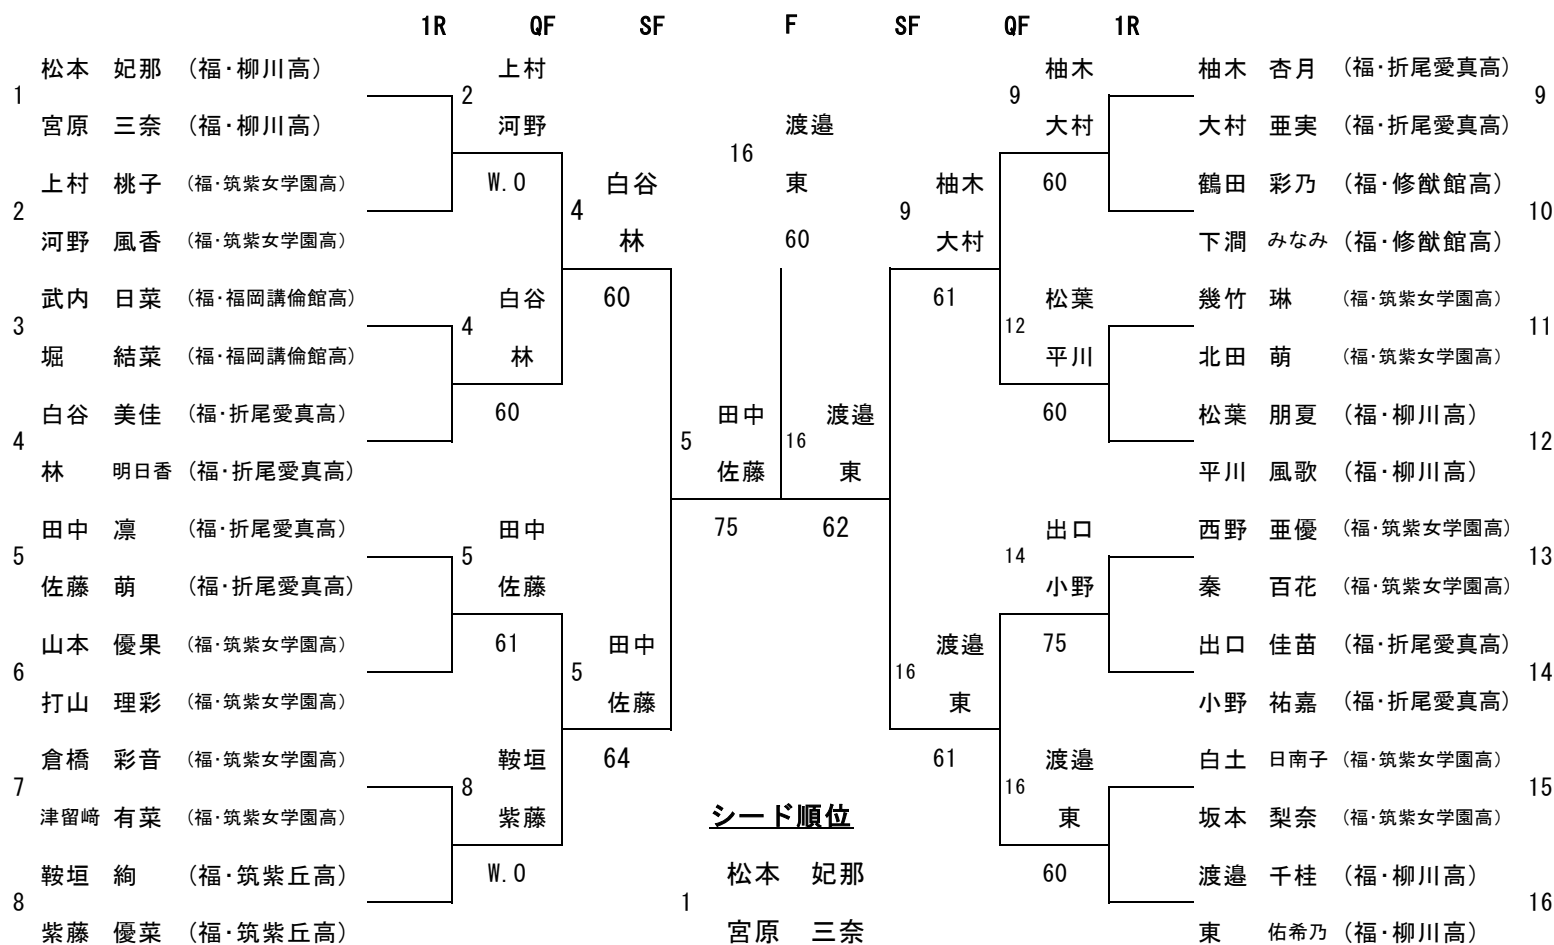 1R QF SF F SF QF 1R
松本 妃那 (福･柳川高) 上村 柚木 柚木 杏月 (福･折尾愛真高)
1 2 9 9
宮原 三奈 (福･柳川高) 河野 渡邉 大村 大村 亜実 (福･折尾愛真高)
16
上村 桃子 (福･筑紫女学園高) W.O 白谷 東 柚木 60 鶴田 彩乃 (福･修猷館高)
2 4 9 10
河野 風香 (福･筑紫女学園高) 林 60 大村 下澗 みなみ (福･修猷館高)
武内 日菜 (福･福岡講倫館高) 白谷 60 61 松葉 幾竹 琳 (福･筑紫女学園高)
3 4 12 11
堀 結菜 (福･福岡講倫館高) 林 平川 北田 萌 (福･筑紫女学園高)
白谷 美佳 (福･折尾愛真高) 60 田中 渡邉 60 松葉 朋夏 (福･柳川高)
4 5 16 12
林 明日香 (福･折尾愛真高) 佐藤 東 平川 風歌 (福･柳川高)
田中 凛 (福･折尾愛真高) 田中 75 62 出口 西野 亜優 (福･筑紫女学園高)
5 5 14 13
佐藤 萌 (福･折尾愛真高) 佐藤 小野 秦 百花 (福･筑紫女学園高)
山本 優果 (福･筑紫女学園高) 61 田中 渡邉 75 出口 佳苗 (福･折尾愛真高)
6 5 16 14
打山 理彩 (福･筑紫女学園高) 佐藤 東 小野 祐嘉 (福･折尾愛真高)
倉橋 彩音 (福･筑紫女学園高) 鞍垣 64 61 渡邉 白土 日南子 (福･筑紫女学園高)
7 8 16 15
津留﨑 有菜 (福･筑紫女学園高) 紫藤 シード順位 東 坂本 梨奈 (福･筑紫女学園高)
鞍垣 絢 (福･筑紫丘高) W.O 松本 妃那 60 渡邉 千桂 (福･柳川高)
8 1 16
紫藤 優菜 (福･筑紫丘高) 宮原 三奈 東 佑希乃 (福･柳川高)